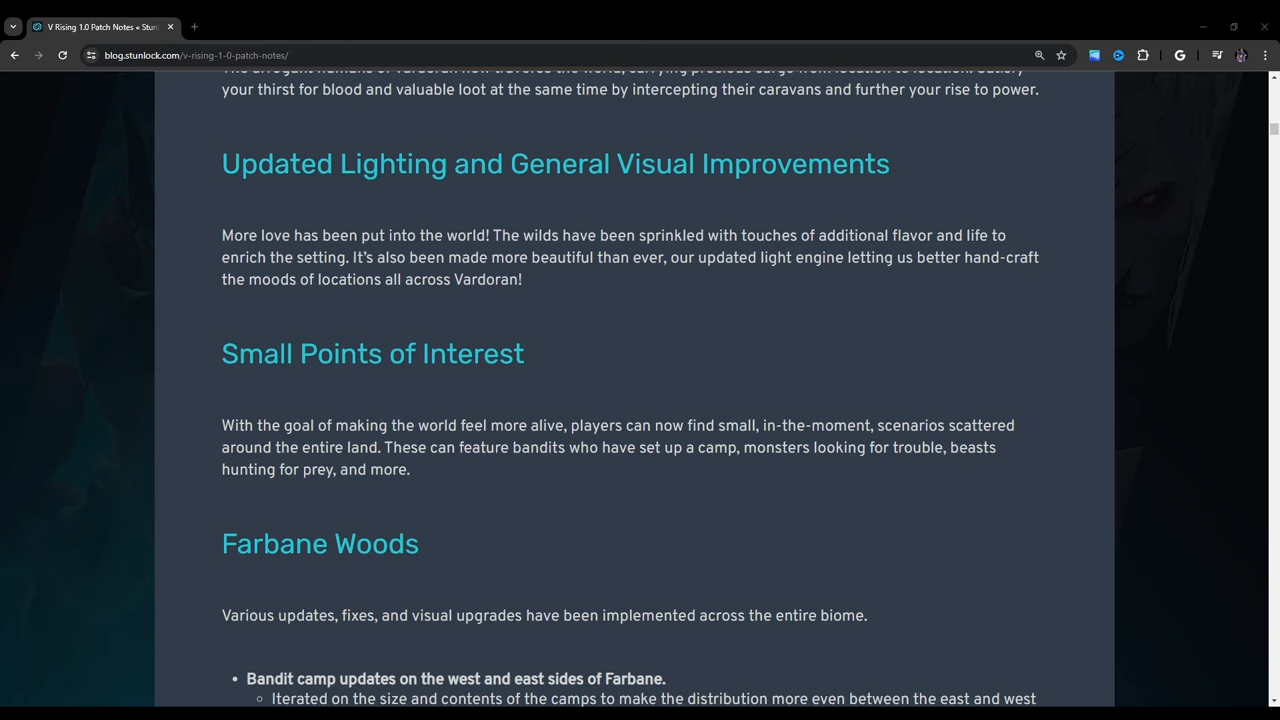 V Rising 1.0 Patch Notes « Stun
blog.stunlock.com/v-rising-1-0-patch-notes/
your thirst for blood and valuable loot at the same time by intercepting their caravans and further your rise to power.
Updated Lighting and General Visual Improvements
More love has been put into the world! The wilds have been sprinkled with touches of additional flavor and life to
enrich the setting. It’s also been made more beautiful than ever, our updated light engine letting us better hand-craft
the moods of locations all across Vardoran!
Small Points of Interest
With the goal of making the world feel more alive, players can now find small, in-the-moment, scenarios scattered
around the entire land. These can feature bandits who have set up a camp, monsters looking for trouble, beasts
hunting for prey, and more.
Farbane Woods
Various updates, fixes, and visual upgrades have been implemented across the entire biome.
• Bandit camp updates on the west and east sides of Farbane.
◦ Iterated on the size and contents of the camps to make the distribution more even between the east and west